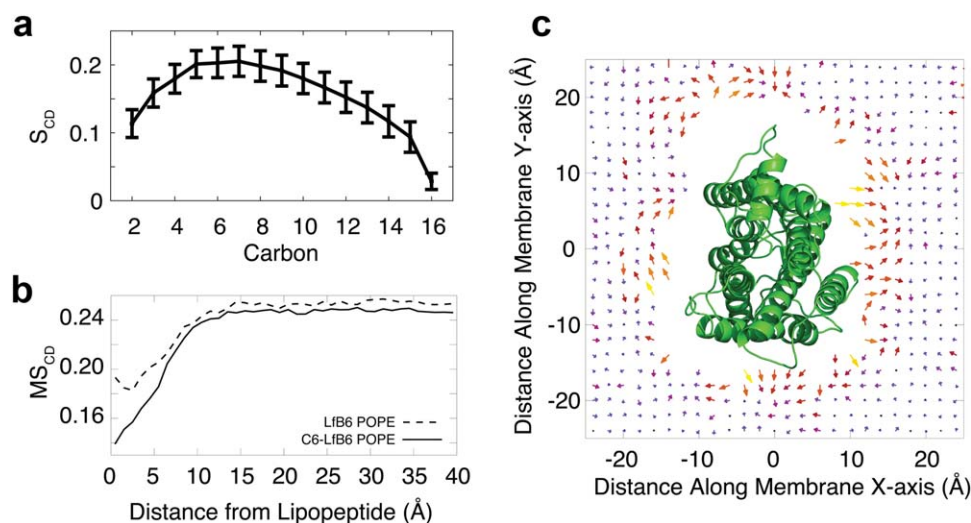 a
S_CD
0.2
0.1
0
2 4 6 8 10 12 14 16
Carbon
b
MS_CD
0.24
0.20
0.16
LfB6 POPE
C6-LfB6 POPE
0 5 10 15 20 25 30 35 40
Distance from Lipopeptide (Å)
c
Distance Along Membrane Y-axis (Å)
20
10
0
-10
-20
-20 -10 0 10 20
Distance Along Membrane X-axis (Å)